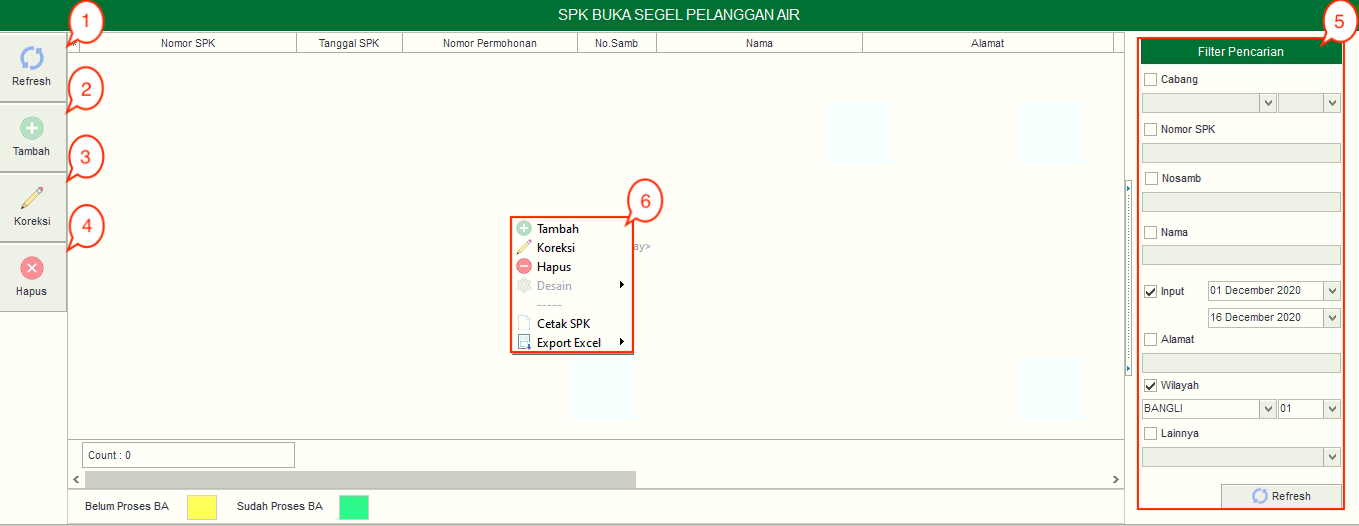 SPK BUKA SEGEL PELANGGAN AIR
1
Refresh
2
Tambah
3
Koreksi
4
Hapus
Nomor SPK Tanggal SPK Nomor Permohonan No.Samb Nama Alamat
6
Tambah
Koreksi
ay>
Hapus
Desain
-----
Cetak SPK
Export Excel
Count : 0
Belum Proses BA Sudah Proses BA
5
Filter Pencarian
Cabang
Nomor SPK
Nosamb
Nama
Input 01 December 2020
16 December 2020
Alamat
Wilayah
BANGLI 01
Lainnya
Refresh